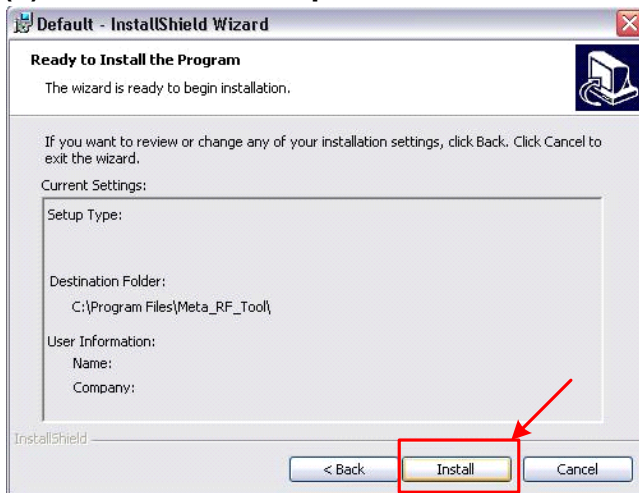 Default - InstallShield Wizard
Ready to Install the Program
The wizard is ready to begin installation.
If you want to review or change any of your installation settings, click Back. Click Cancel to
exit the wizard.
Current Settings:
Setup Type:
Destination Folder:
C:\Program Files\Meta_RF_Tool\
User Information:
Name:
Company:
InstallShield
< Back Install Cancel